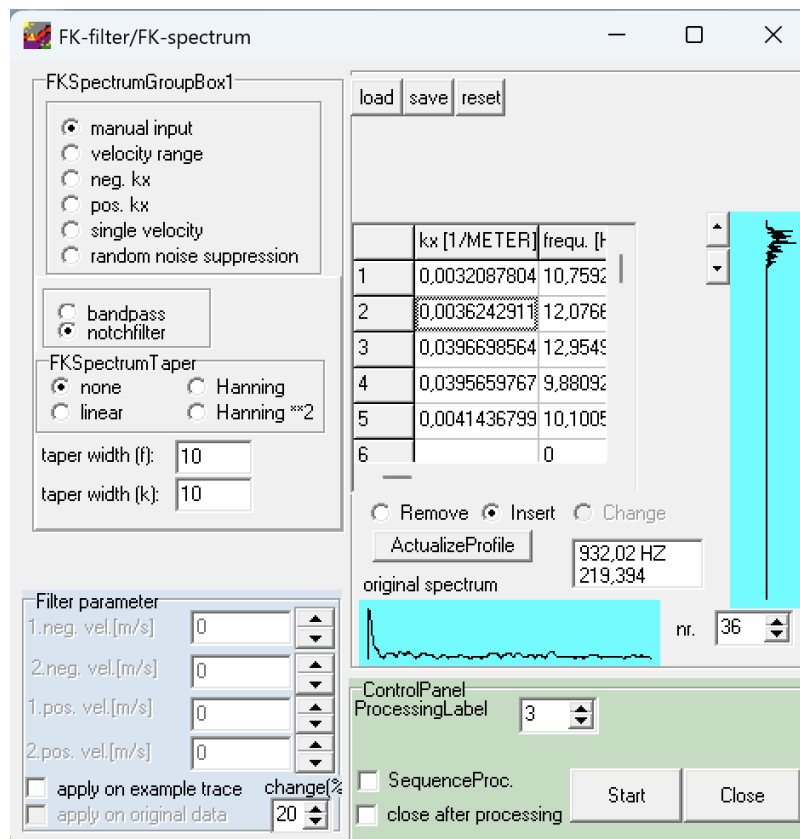 FK-filter/FK-spectrum
FKSpectrumGroupBox1
manual input
velocity range
neg. kx
pos. kx
single velocity
random noise suppression
bandpass
notchfilter
FKSpectrumTaper
none Hanning
linear Hanning **2
taper width (f): 10
taper width (k): 10
load save reset
kx [1/METER] frequ. [H
1 0,0032087804 10,7592
2 0,0036242911 12,0766
3 0,0396698564 12,9549
4 0,0395659767 9,88092
5 0,0041436799 10,1005
6 0
Remove Insert Change
ActualizeProfile
932,02 HZ
219,394
original spectrum
nr. 36
Filter parameter
1.neg. vel.[m/s] 0
2.neg. vel.[m/s] 0
1.pos. vel.[m/s] 0
2.pos. vel.[m/s] 0
apply on example trace change(%
apply on original data 20
ControlPanel
ProcessingLabel 3
SequenceProc.
close after processing
Start Close